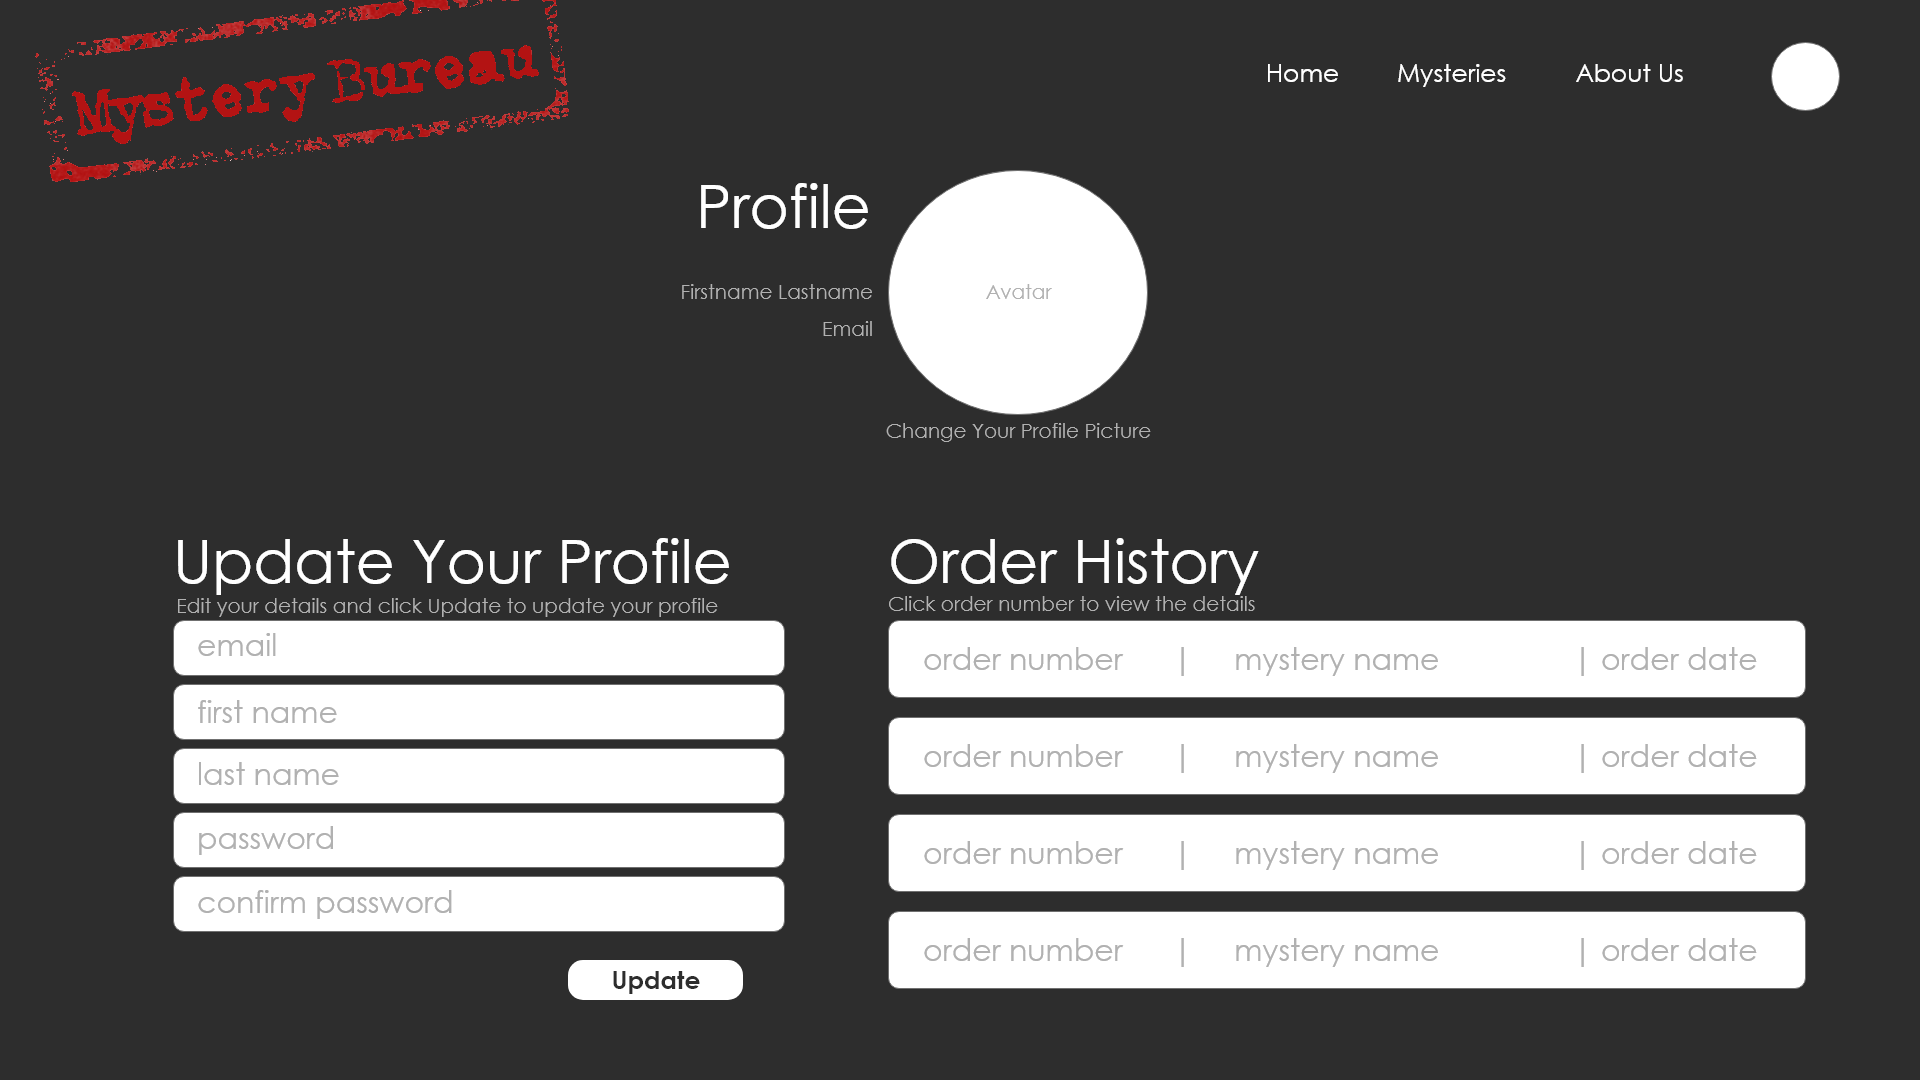 Mystery Bureau
Home Mysteries About Us
Profile
Firstname Lastname
Email
Avatar
Change Your Profile Picture
Update Your Profile
Edit your details and click Update to update your profile
email
first name
last name
password
confirm password
Update
Order History
Click order number to view the details
order number | mystery name | order date
order number | mystery name | order date
order number | mystery name | order date
order number | mystery name | order date